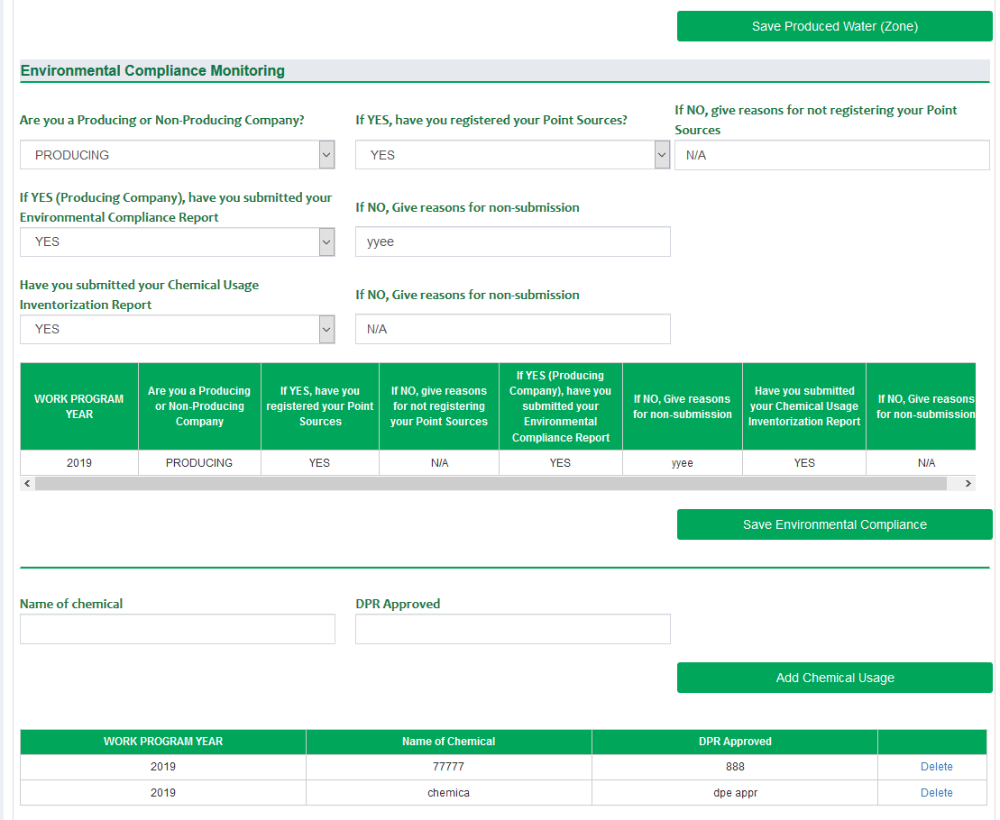 Save Produced Water (Zone)
Environmental Compliance Monitoring
Are you a Producing or Non-Producing Company?
If YES, have you registered your Point Sources?
If NO, give reasons for not registering your Point
Sources
PRODUCING
YES
N/A
If YES (Producing Company), have you submitted your
Environmental Compliance Report
If NO, Give reasons for non-submission
YES
yyee
Have you submitted your Chemical Usage
Inventorization Report
If NO, Give reasons for non-submission
YES
N/A
WORK PROGRAM
YEAR
Are you a Producing
or Non-Producing
Company
If YES, have you
registered your Point
Sources
If NO, give reasons
for not registering
your Point Sources
If YES (Producing
Company), have you
submitted your
Environmental
Compliance Report
If NO, Give reasons
for non-submission
Have you submitted
your Chemical Usage
Inventorization Report
If NO, Give reasons
for non-submission
2019
PRODUCING
YES
N/A
YES
yyee
YES
N/A
Save Environmental Compliance
Name of chemical
DPR Approved
Add Chemical Usage
WORK PROGRAM YEAR
Name of Chemical
DPR Approved
2019
77777
888
Delete
2019
chemica
dpe appr
Delete